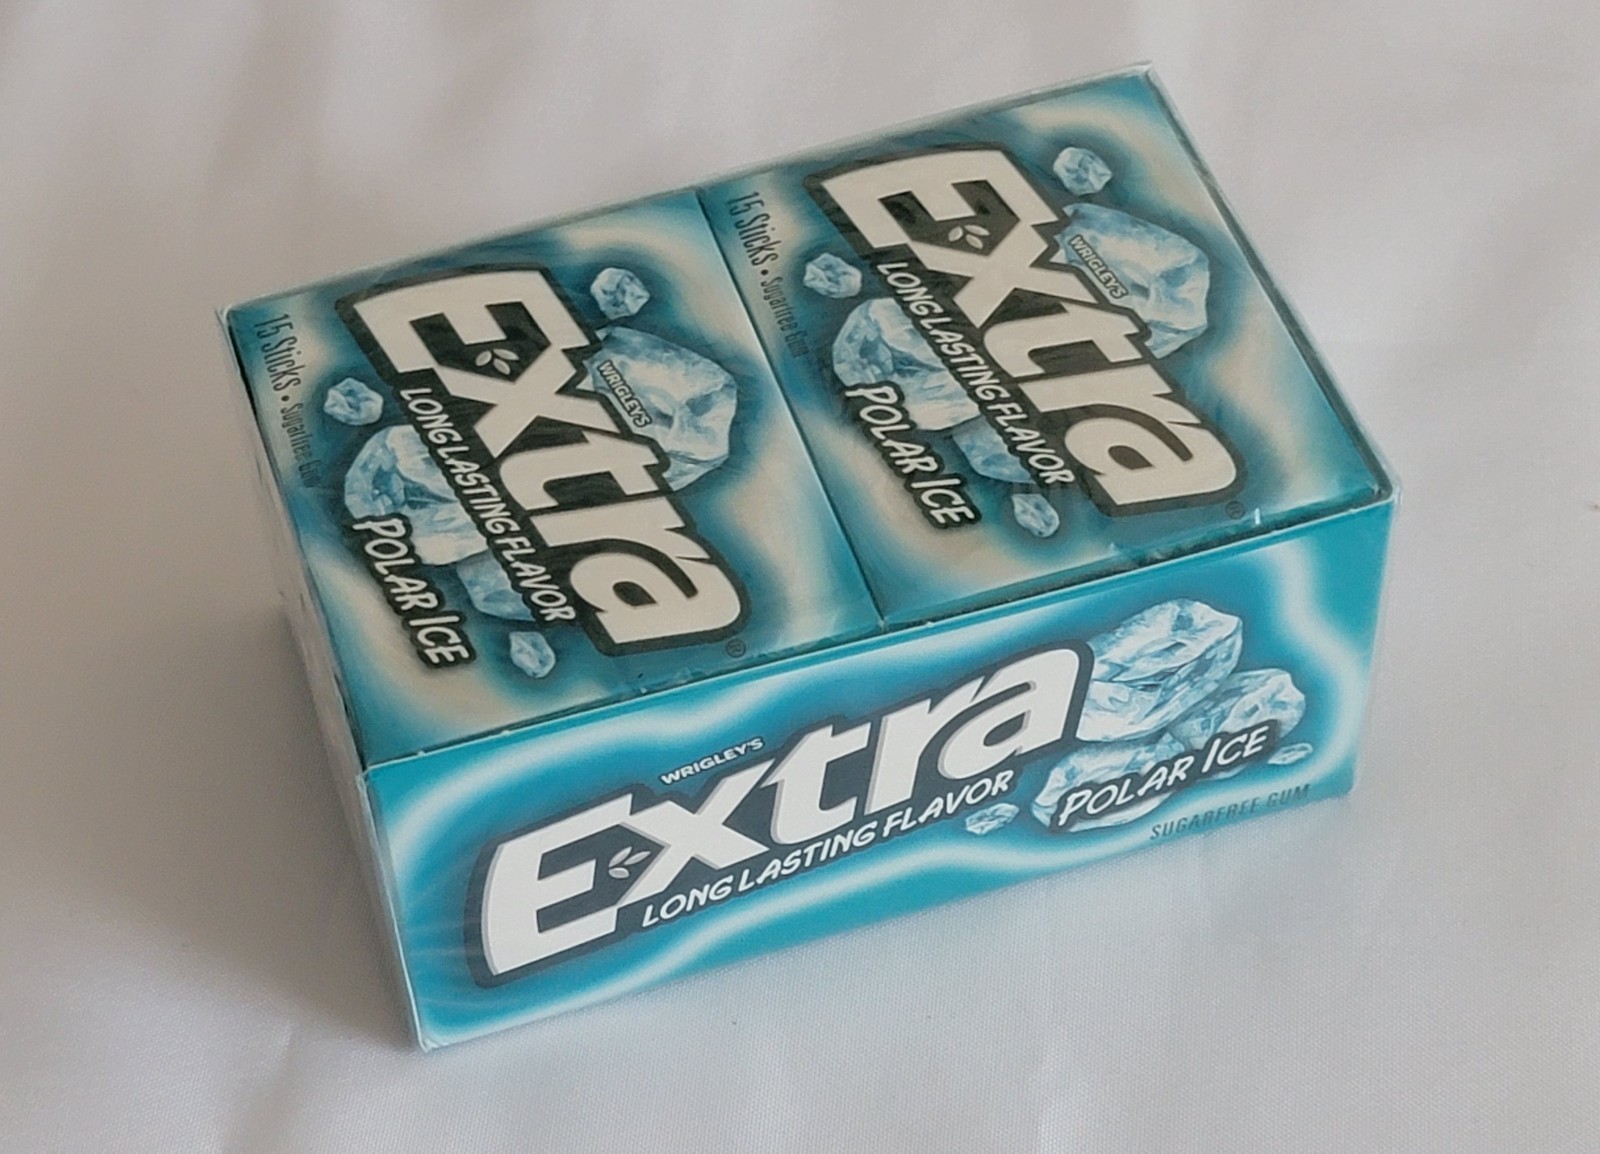 15 Sticks • Sugarfree Gum
WRIGLEY'S
Extra
LONG LASTING FLAVOR
POLAR ICE
®
15 Sticks • Sugarfree Gum
WRIGLEY'S
Extra
LONG LASTING FLAVOR
POLAR ICE
®
WRIGLEY'S
Extra
LONG LASTING FLAVOR
POLAR ICE
SUGARFREE GUM